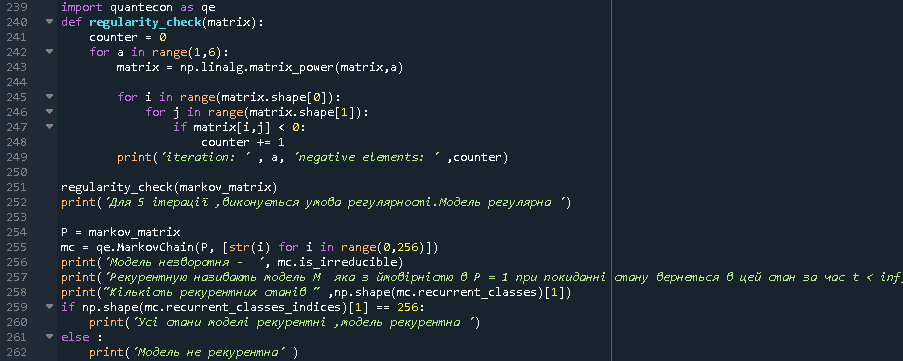 239 import quantecon as qe
240 def regularity_check(matrix):
241 counter = 0
242 for a in range(1,6):
243 matrix = np.linalg.matrix_power(matrix,a)
244
245 for i in range(matrix.shape[0]):
246 for j in range(matrix.shape[1]):
247 if matrix[i,j] < 0:
248 counter += 1
249 print('iteration: ' , a, 'negative elements: ' ,counter)
250
251 regularity_check(markov_matrix)
252 print('Для 5 ітерації ,виконується умова регулярності.Модель регулярна ')
253
254 P = markov_matrix
255 mc = qe.MarkovChain(P, [str(i) for i in range(0,256)])
256 print('Модель незворотня - ', mc.is_irreducible)
257 print('Рекурентную називають модель M яка з ймовірністю в P = 1 при покиданні стану вернеться в цей стан за час t < inf
258 print("Кількість рекурентних станів " ,np.shape(mc.recurrent_classes)[1])
259 if np.shape(mc.recurrent_classes_indices)[1] == 256:
260 print('Усі стани моделі рекурентні ,модель рекурентна ')
261 else :
262 print('Модель не рекурентна' )